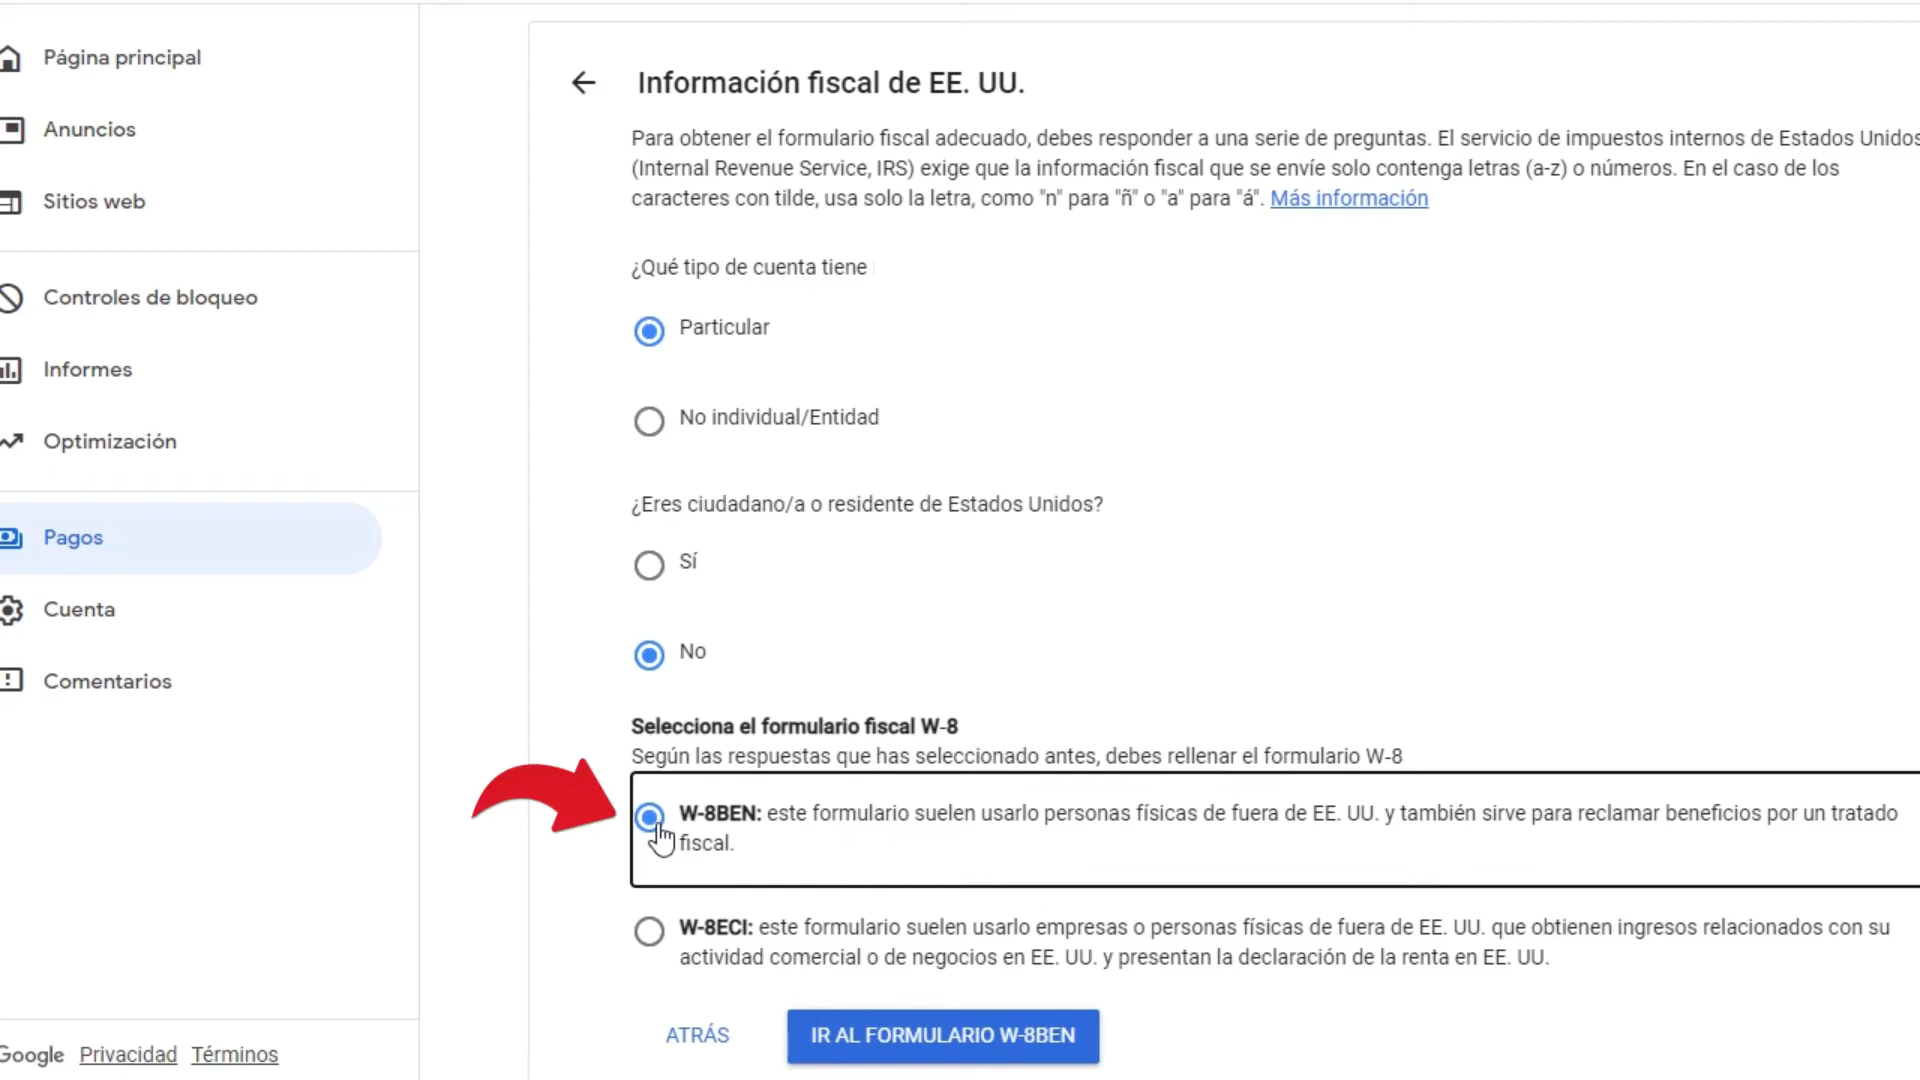 Página principal
Anuncios
Sitios web
Controles de bloqueo
Informes
Optimización
Pagos
Cuenta
Comentarios
Google Privacidad Términos
Información fiscal de EE. UU.
Para obtener el formulario fiscal adecuado, debes responder a una serie de preguntas. El servicio de impuestos internos de Estados Unidos
(Internal Revenue Service, IRS) exige que la información fiscal que se envíe solo contenga letras (a-z) o números. En el caso de los
caracteres con tilde, usa solo la letra, como "n" para "ñ" o "a" para "á". Más información
¿Qué tipo de cuenta tiene
Particular
No individual/Entidad
¿Eres ciudadano/a o residente de Estados Unidos?
Sí
No
Selecciona el formulario fiscal W-8
Según las respuestas que has seleccionado antes, debes rellenar el formulario W-8
W-8BEN: este formulario suelen usarlo personas físicas de fuera de EE. UU. y también sirve para reclamar beneficios por un tratado
fiscal.
W-8ECI: este formulario suelen usarlo empresas o personas físicas de fuera de EE. UU. que obtienen ingresos relacionados con su
actividad comercial o de negocios en EE. UU. y presentan la declaración de la renta en EE. UU.
ATRÁS
IR AL FORMULARIO W-8BEN